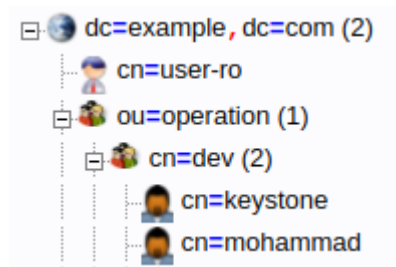 dc=example,dc=com (2)
cn=user-ro
ou=operation (1)
cn=dev (2)
cn=keystone
cn=mohammad